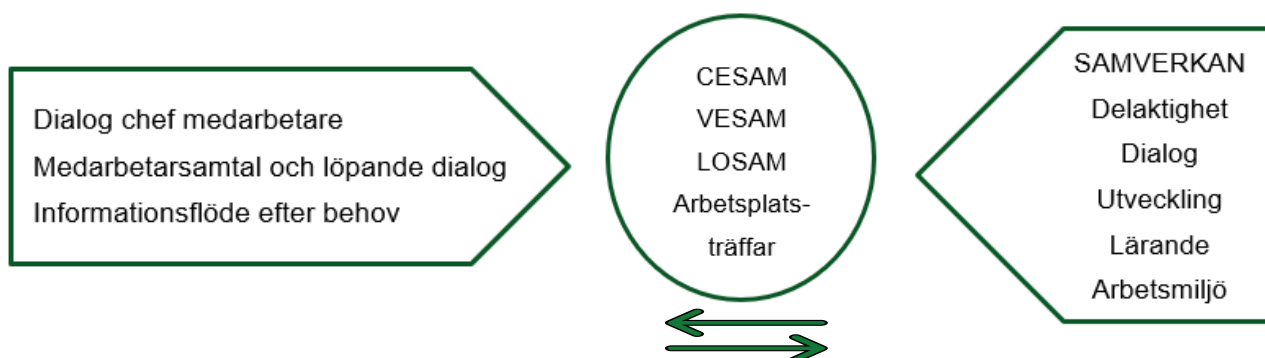 Dialog chef medarbetare
Medarbetarsamtal och löpande dialog
Informationsflöde efter behov
CESAM
VESAM
LOSAM
Arbetsplats-
träffar
SAMVERKAN
Delaktighet
Dialog
Utveckling
Lärande
Arbetsmiljö